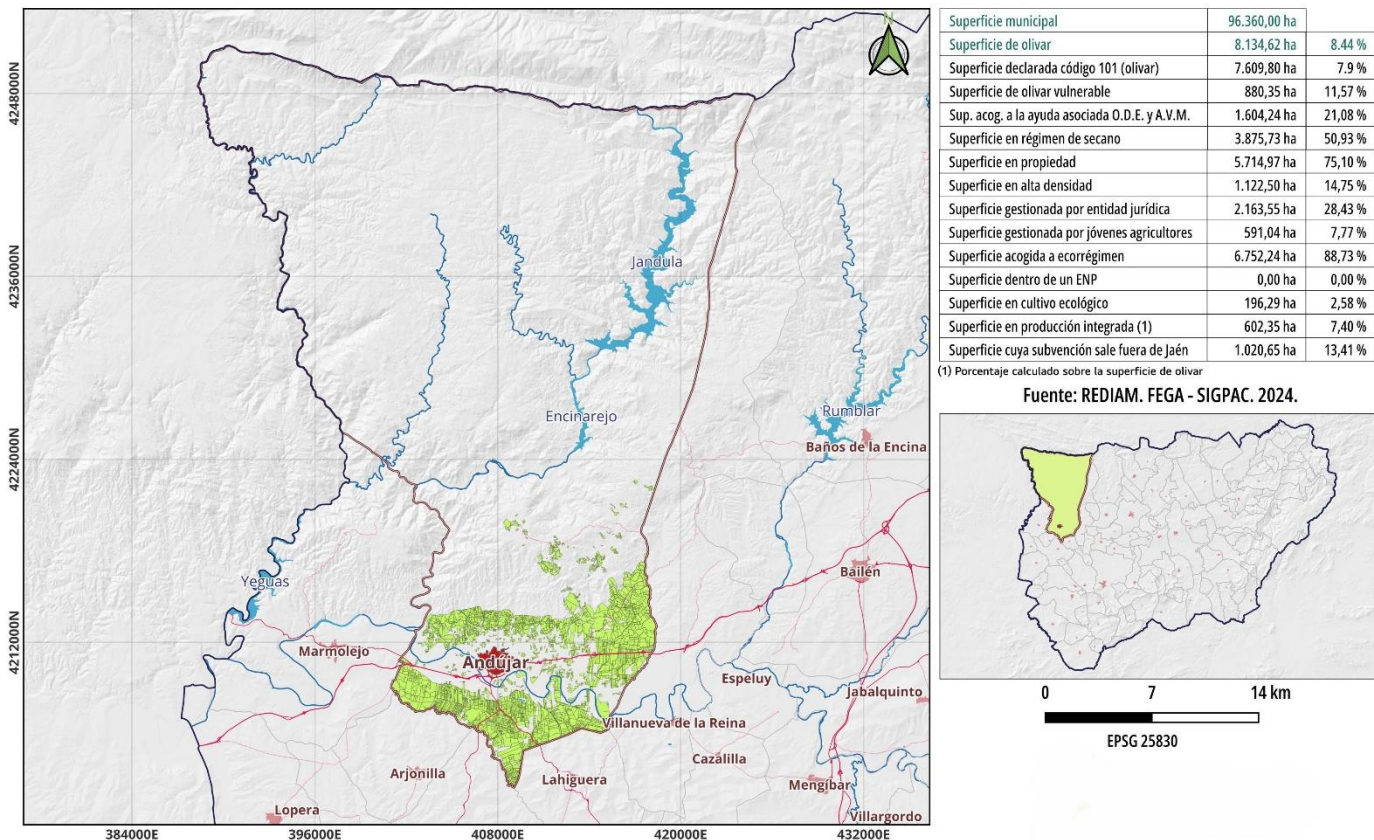 N
4248000N
4236000N
4224000N
4212000N
384000E
396000E
408000E
420000E
432000E
Jandula
Encinarejo
Rumblar
Baños de la Encina
Yeguas
Bailén
Marmolejo
Andújar
Espeluy
Jabalquinto
Villanueva de la Reina
Cazalilla
Arjonilla
Lahiguera
Mengíbar
Lopera
Villargordo
Superficie municipal 96.360,00 ha
Superficie de olivar 8.134,62 ha 8.44 %
Superficie declarada código 101 (olivar) 7.609,80 ha 7.9 %
Superficie de olivar vulnerable 880,35 ha 11,57 %
Sup. acog. a la ayuda asociada O.D.E. y A.V.M. 1.604,24 ha 21,08 %
Superficie en régimen de secano 3.875,73 ha 50,93 %
Superficie en propiedad 5.714,97 ha 75,10 %
Superficie en alta densidad 1.122,50 ha 14,75 %
Superficie gestionada por entidad jurídica 2.163,55 ha 28,43 %
Superficie gestionada por jóvenes agricultores 591,04 ha 7,77 %
Superficie acogida a ecorrégimen 6.752,24 ha 88,73 %
Superficie dentro de un ENP 0,00 ha 0,00 %
Superficie en cultivo ecológico 196,29 ha 2,58 %
Superficie en producción integrada (1) 602,35 ha 7,40 %
Superficie cuya subvención sale fuera de Jaén 1.020,65 ha 13,41 %
(1) Porcentaje calculado sobre la superficie de olivar
Fuente: REDIAM. FEGA - SIGPAC. 2024.
0 7 14 km
EPSG 25830